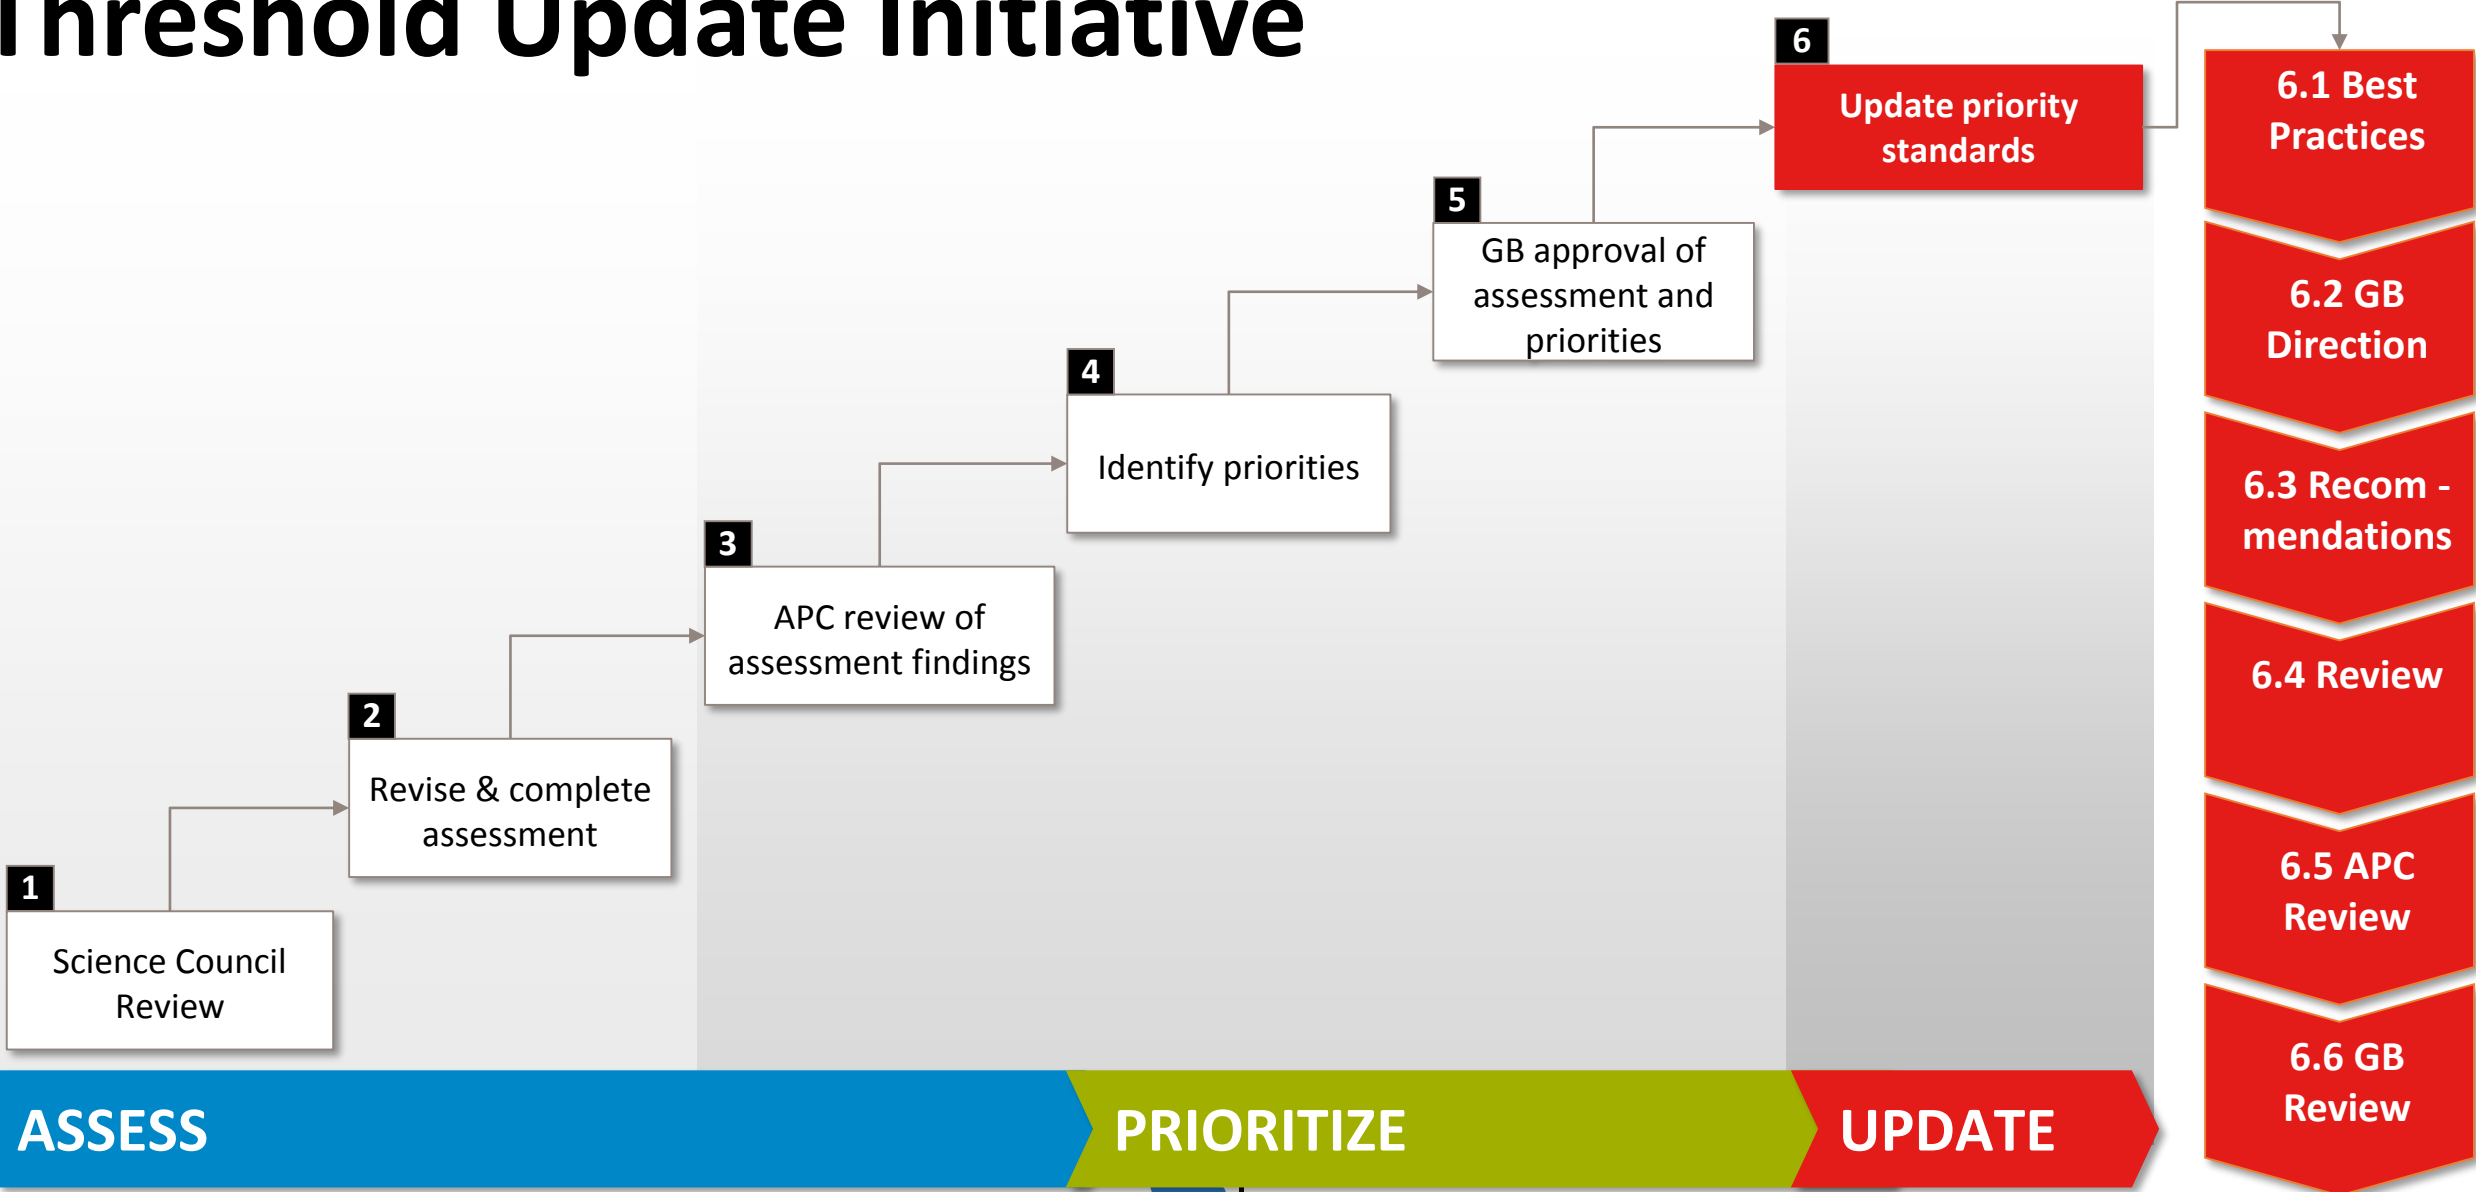 Threshold Update Initiative
1
Science Council
Review
2
Revise & complete
assessment
3
APC review of
assessment findings
4
Identify priorities
5
GB approval of
assessment and
priorities
6
Update priority
standards
6.1 Best
Practices
6.2 GB
Direction
6.3 Recom -
mendations
6.4 Review
6.5 APC
Review
6.6 GB
Review
ASSESS
PRIORITIZE
UPDATE